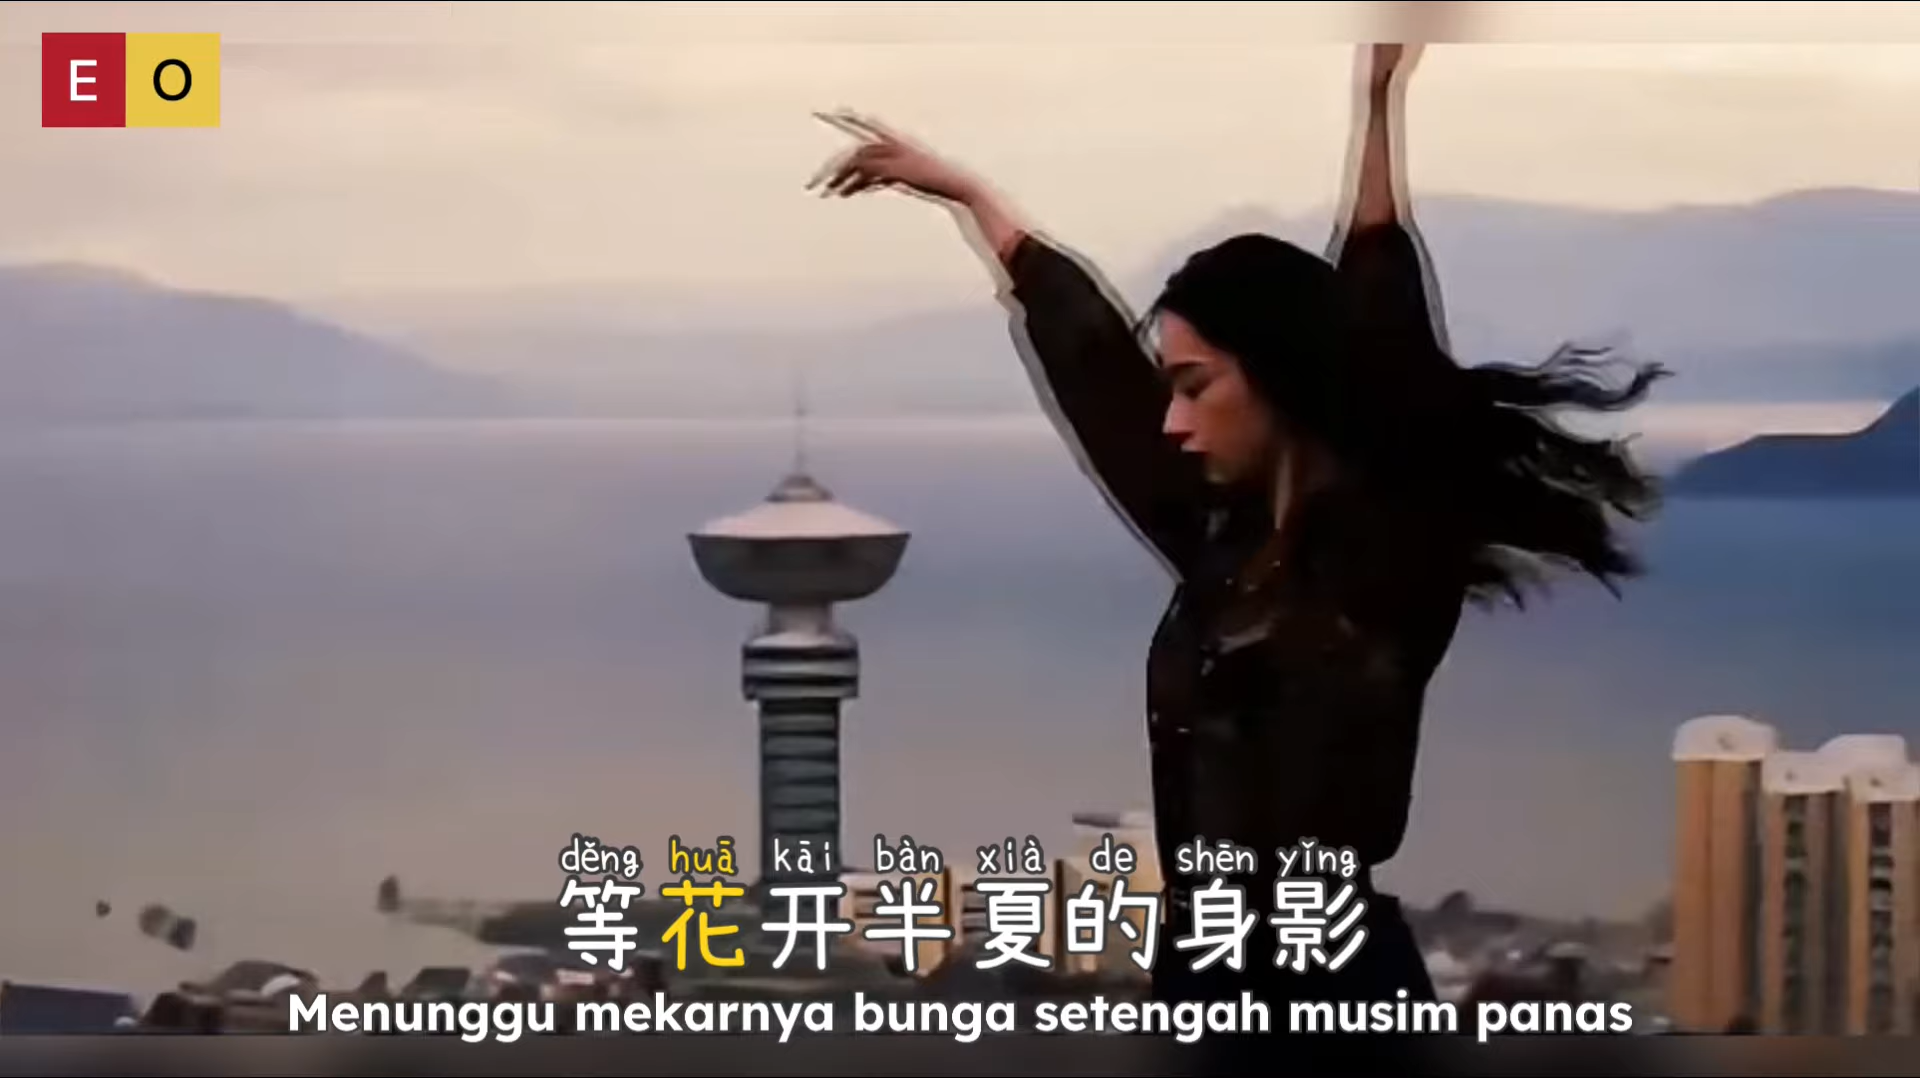 E O
děng huā kāi bàn xià de shēn yǐng
等花开半夏的身影
Menunggu mekarnya bunga setengah musim panas